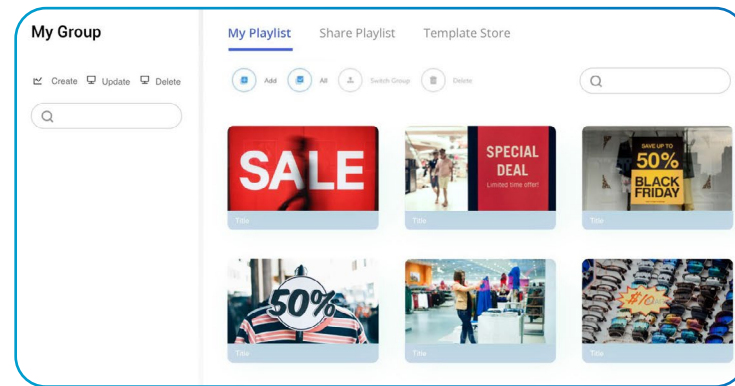 My Group
Create Update Delete
My Playlist Share Playlist Template Store
Add All Switch Group Delete
SALE
Title
SPECIAL
DEAL
Limited time offer!
Title
SAVE UP TO
50%
BLACK
FRIDAY
Title
50%
Title
Title
$10
Title